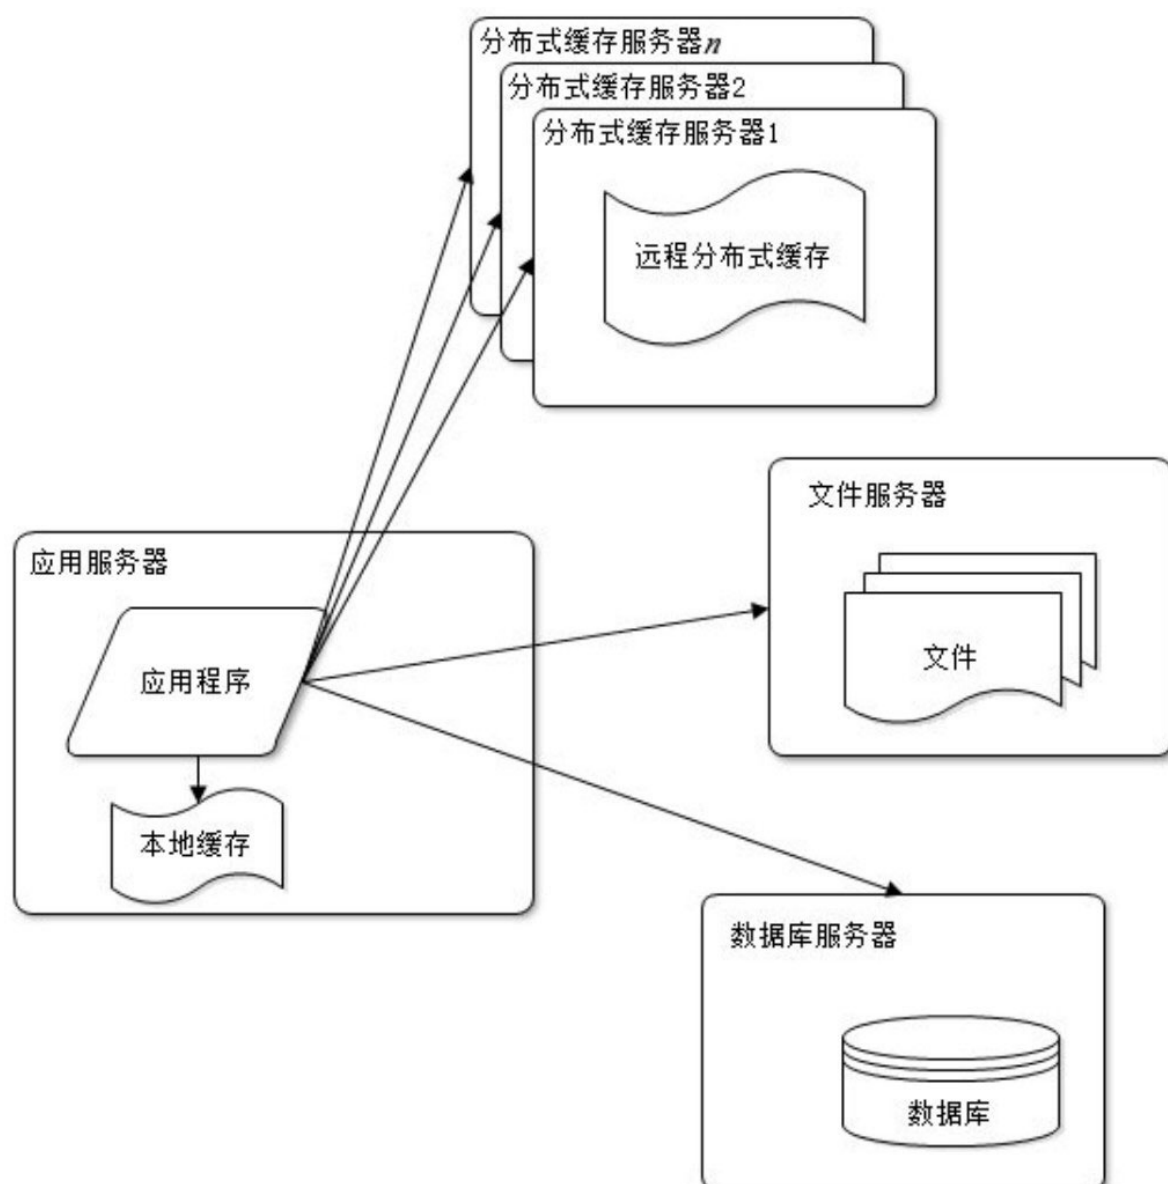 分布式缓存服务器n
分布式缓存服务器2
分布式缓存服务器1
远程分布式缓存
文件服务器
文件
应用服务器
应用程序
本地缓存
数据库服务器
数据库